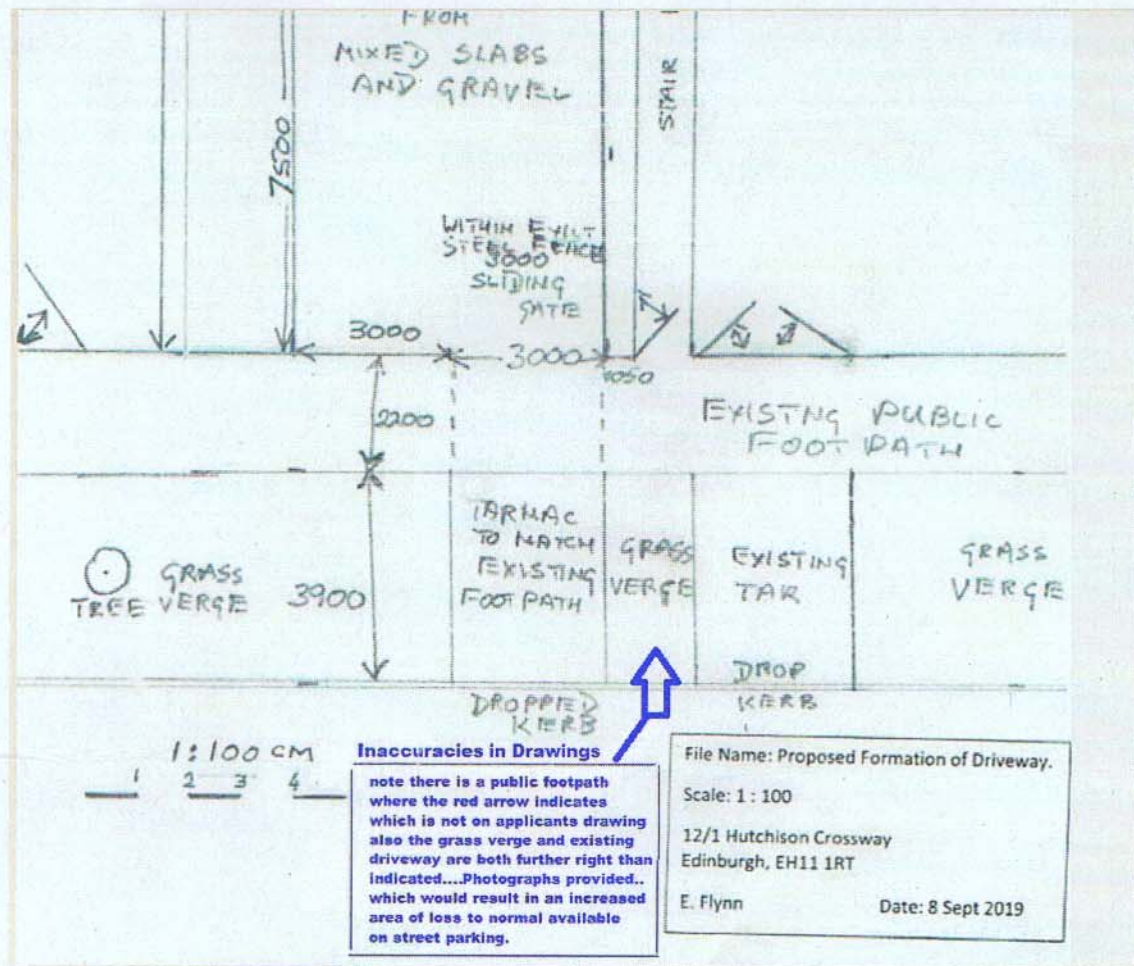 FROM
MIXED SLABS
AND GRAVEL
7500
STAIR
WITHIN EXIST
STEEL FENCE
3000
SLIDING
GATE
3000
3000
1050
2200
EXISTNG PUBLIC
FOOT PATH
TARMAC
TO MATCH
EXISTING
FOOTPATH
GRASS
VERGE
EXISTING
TAR
GRASS
VERGE
TREE
GRASS
VERGE
3900
DROPPED
KERB
DROP
KERB
1:100 CM
1 2 3 4
Inaccuracies in Drawings
note there is a public footpath
where the red arrow indicates
which is not on applicants drawing
also the grass verge and existing
driveway are both further right than
indicated....Photographs provided..
which would result in an increased
area of loss to normal available
on street parking.
File Name: Proposed Formation of Driveway.
Scale: 1 : 100
12/1 Hutchison Crossway
Edinburgh, EH11 1RT
E. Flynn
Date: 8 Sept 2019